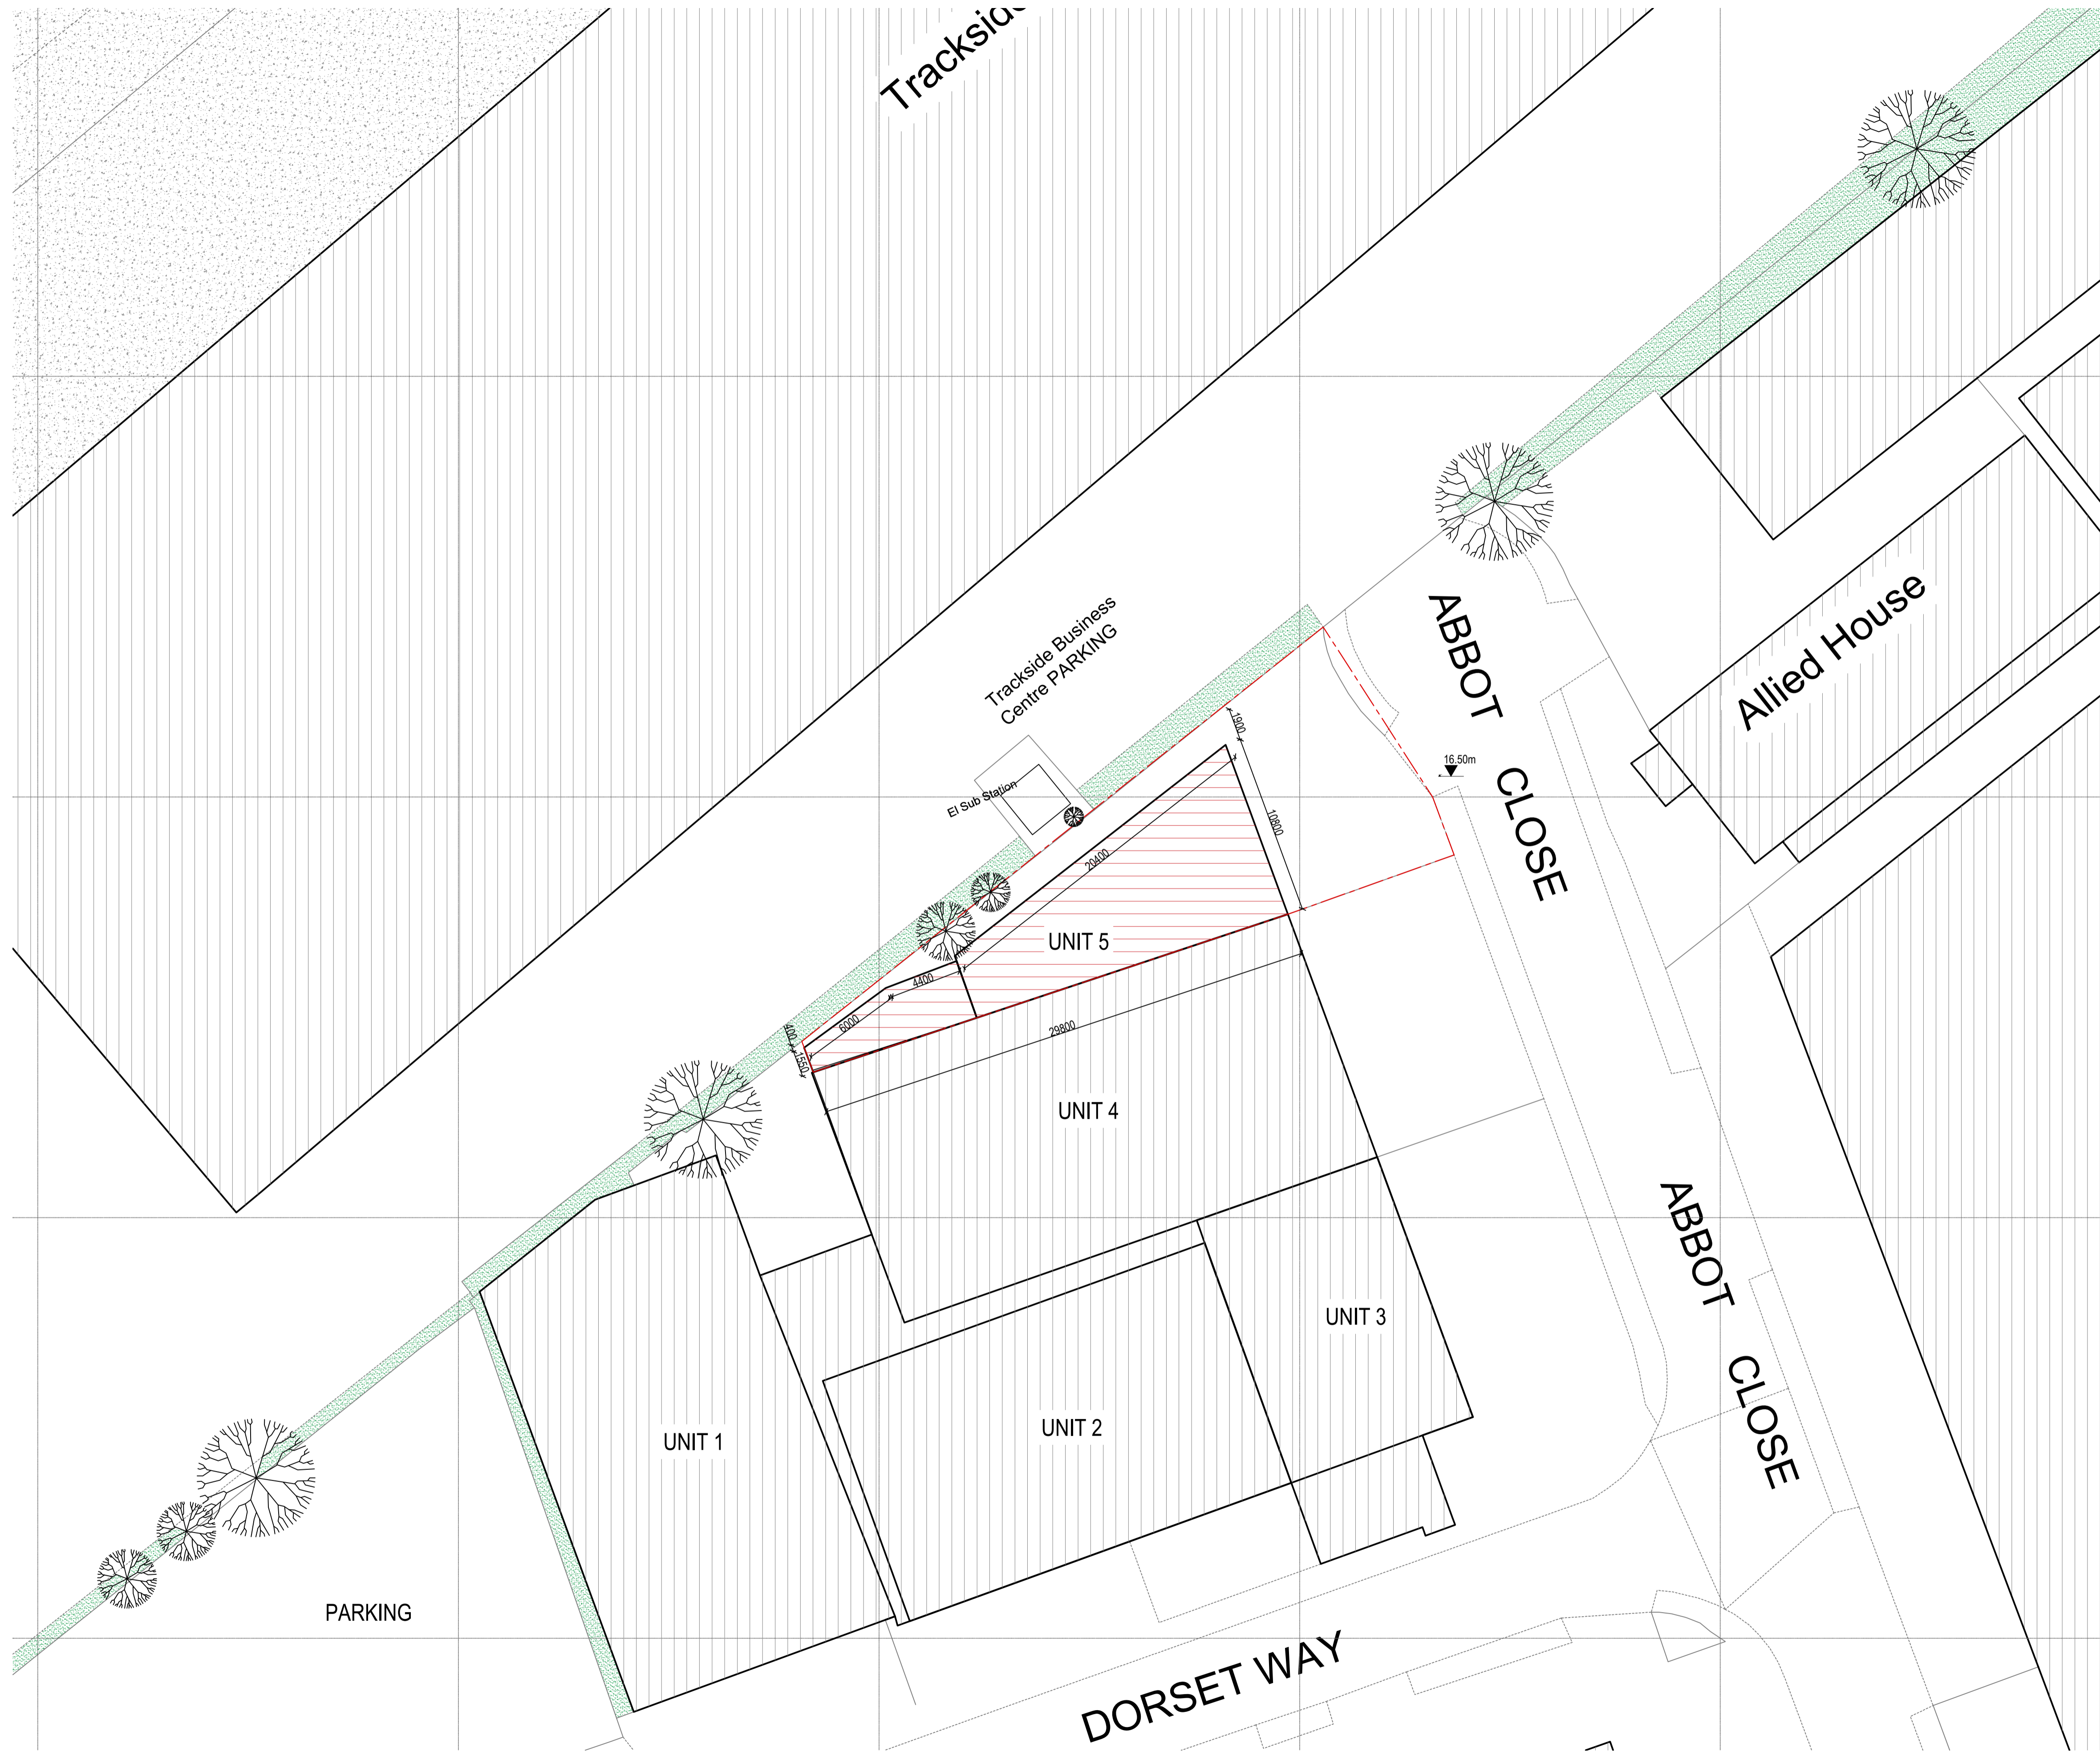 Trackside
Trackside Business
Centre PARKING
El Sub Station
ABBOT CLOSE
Allied House
16.50m
1900
10800
20400
UNIT 5
4400
6000
400
1550
29800
UNIT 4
ABBOT CLOSE
UNIT 3
UNIT 1
UNIT 2
PARKING
DORSET WAY